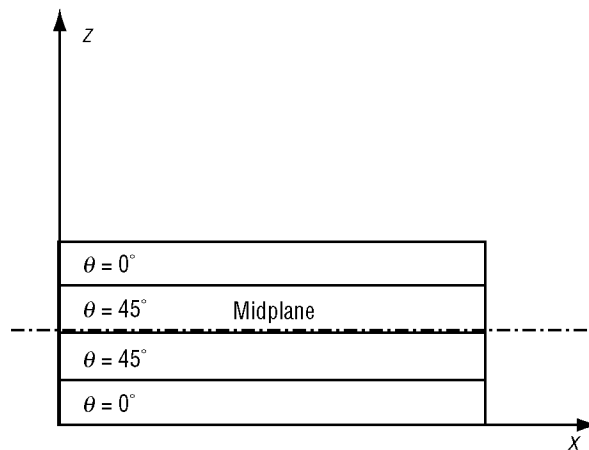 Z
θ = 0°
θ = 45° Midplane
θ = 45°
θ = 0°
X